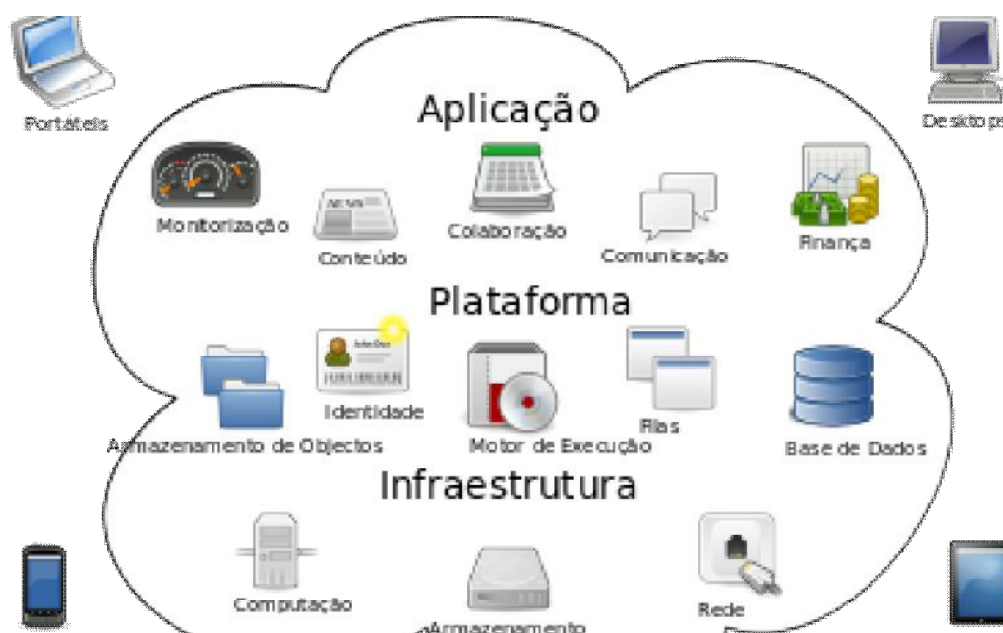 Portáteis
Desktops
Aplicação
Monitorização
Conteúdo
Colaboração
Comunicação
Finança
Plataforma
Armazenamento de Objectos
Identidade
Motor de Execução
Filas
Base de Dados
Infraestrutura
Computação
Armazenamento
Rede